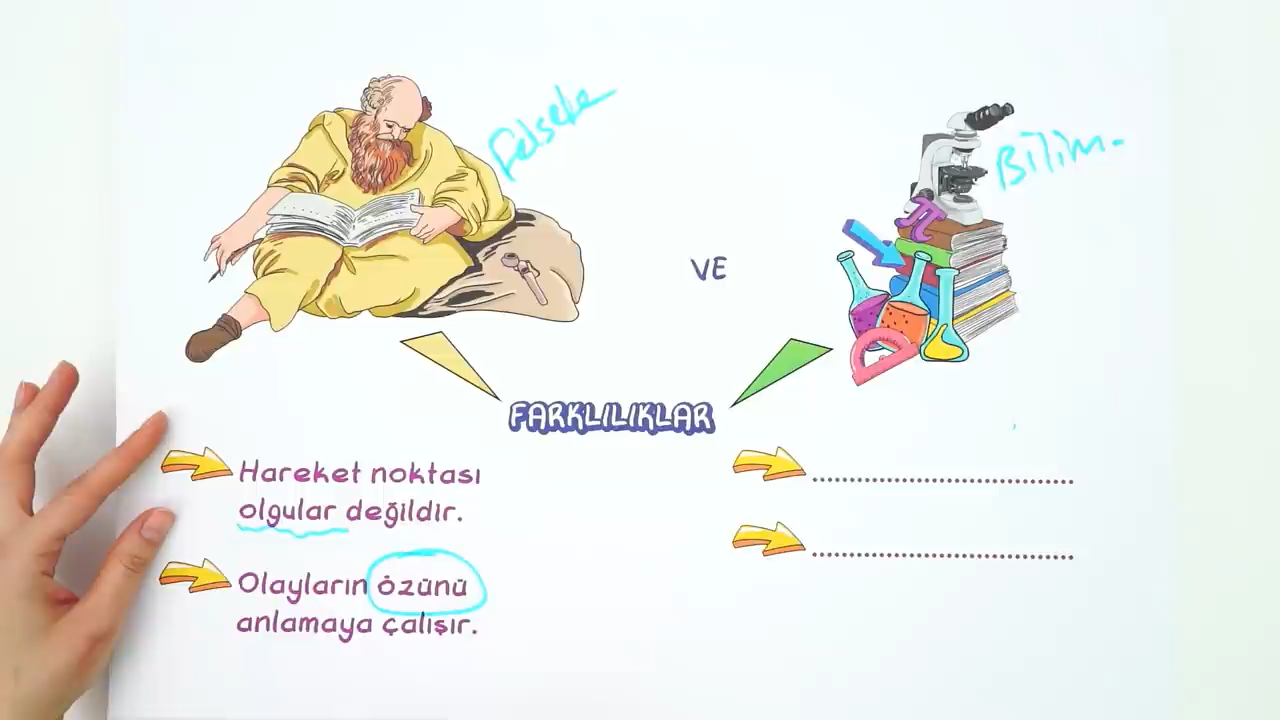 Felsefe
Bilim.
π
VE
FARKLILIKLAR
Hareket noktası
olgular değildir.
Olayların özünü
anlamaya çalışır.